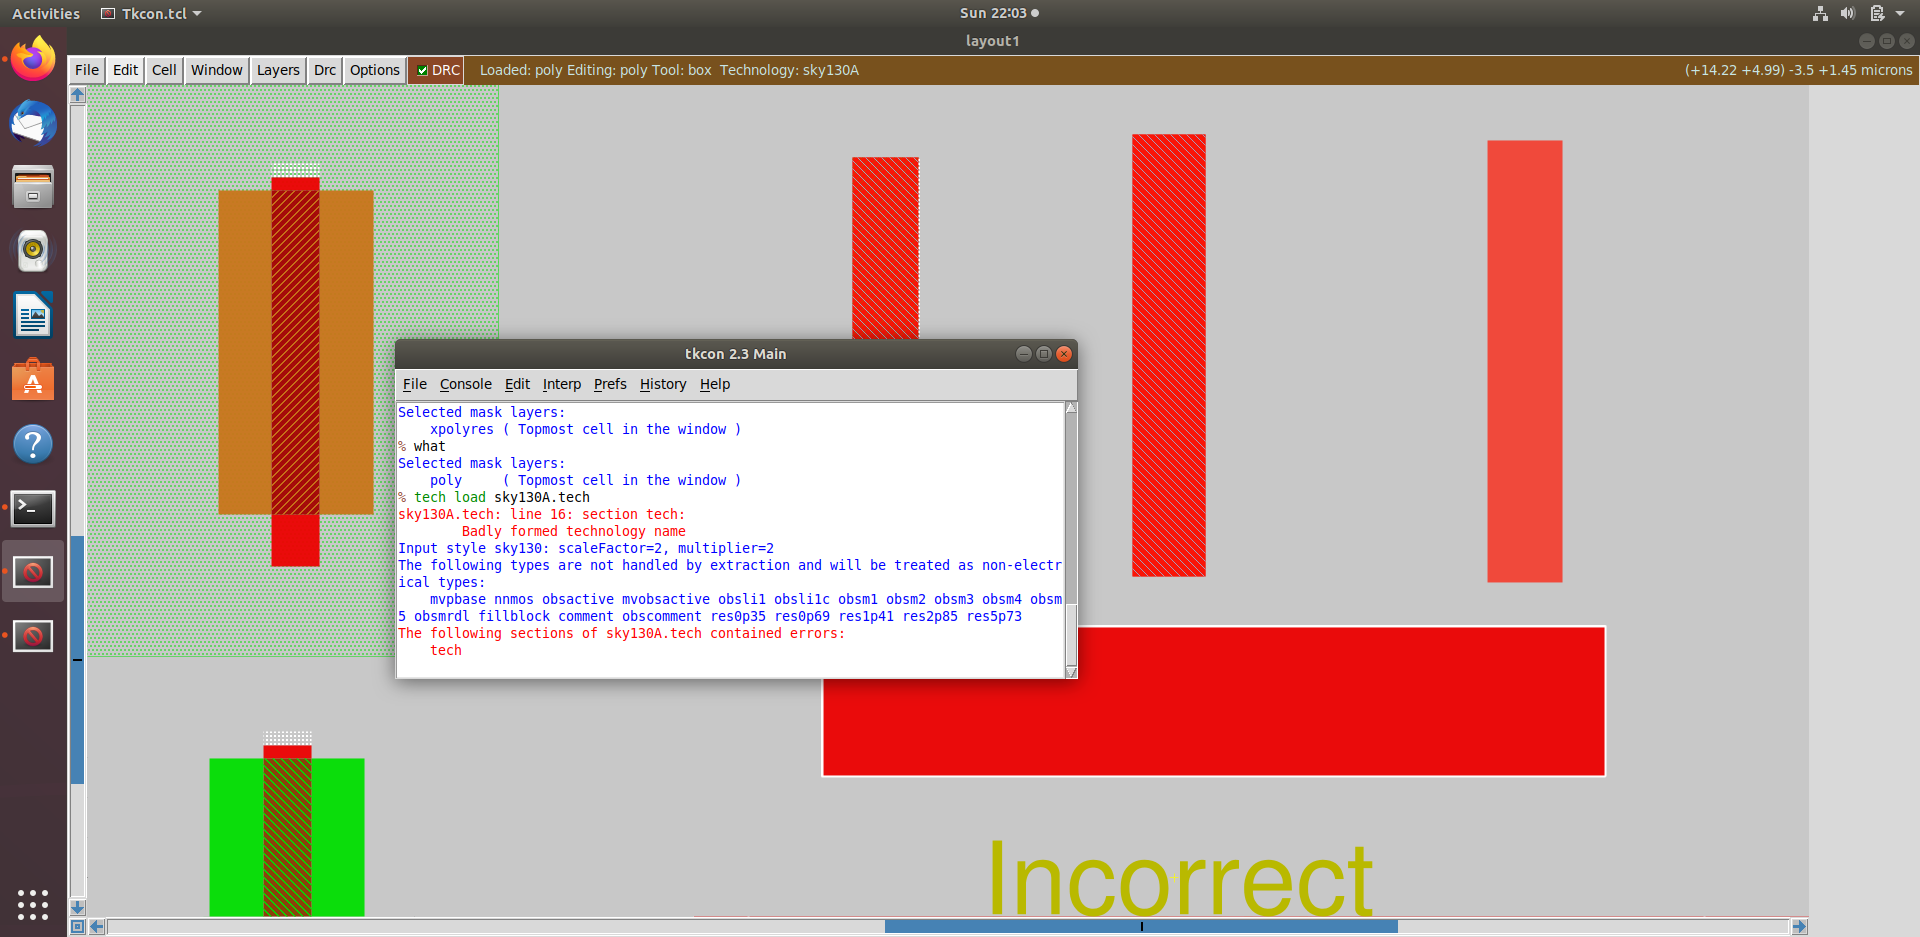 Activities Tkcon.tcl Sun 22:03
layout1
File Edit Cell Window Layers Drc Options DRC Loaded: poly Editing: poly Tool: box Technology: sky130A (+14.22 +4.99) -3.5 +1.45 microns
tkcon 2.3 Main
File Console Edit Interp Prefs History Help
Selected mask layers:
xpolyres ( Topmost cell in the window )
% what
Selected mask layers:
poly ( Topmost cell in the window )
% tech load sky130A.tech
sky130A.tech: line 16: section tech:
Badly formed technology name
Input style sky130: scaleFactor=2, multiplier=2
The following types are not handled by extraction and will be treated as non-electr
ical types:
mvpbase nnmos obsactive mvobsactive obsli1 obsli1c obsm1 obsm2 obsm3 obsm4 obsm
5 obsmrdl fillblock comment obscomment res0p35 res0p69 res1p41 res2p85 res5p73
The following sections of sky130A.tech contained errors:
tech
Incorrect